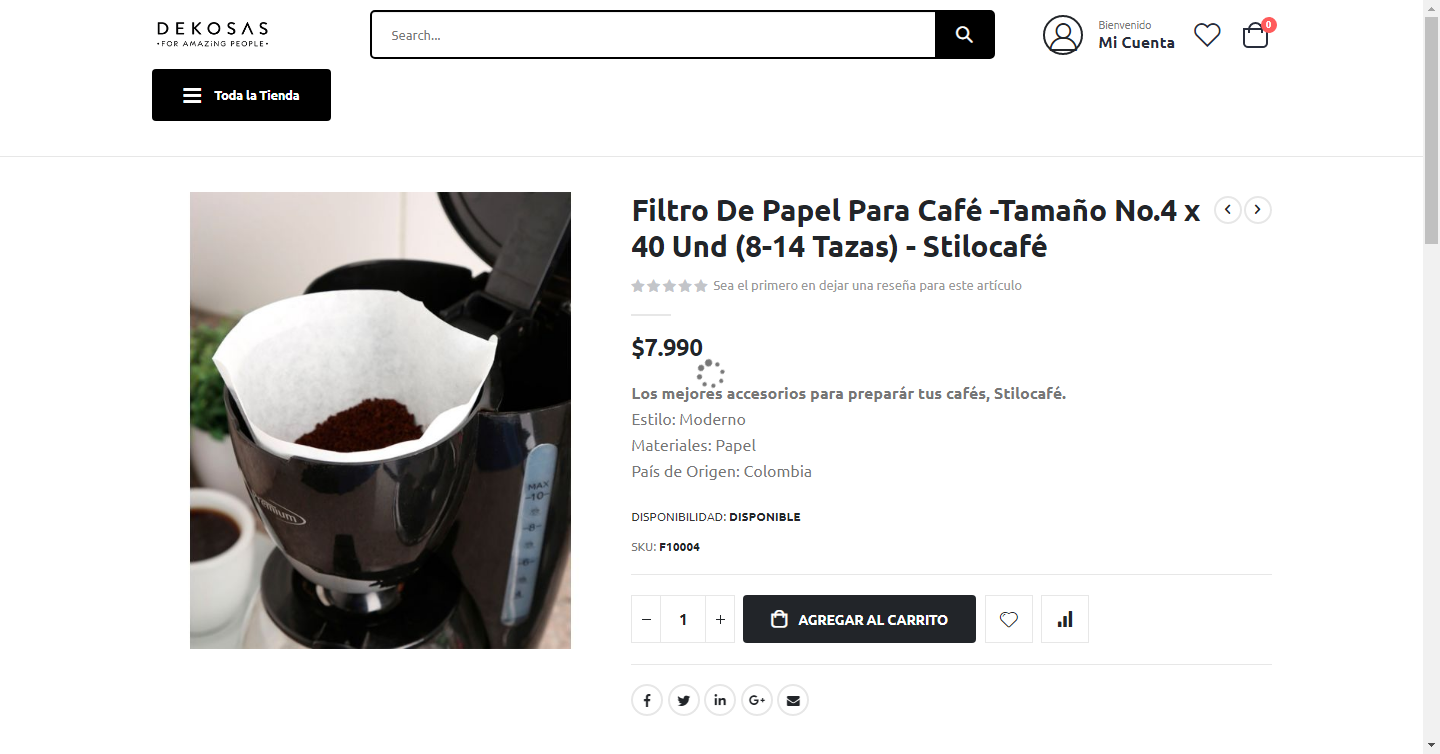 DEKOSAS
•FOR AMAZiNG PEOPLE•
Search...
Bienvenido
Mi Cuenta
0
Toda la Tienda
Filtro De Papel Para Café -Tamaño No.4 x
40 Und (8-14 Tazas) - Stilocafé
Sea el primero en dejar una reseña para este artículo
$7.990
Los mejores accesorios para preparár tus cafés, Stilocafé.
Estilo: Moderno
Materiales: Papel
País de Origen: Colombia
DISPONIBILIDAD: DISPONIBLE
SKU: F10004
− 1 +
AGREGAR AL CARRITO
MAX
-10-
-8-
-6-